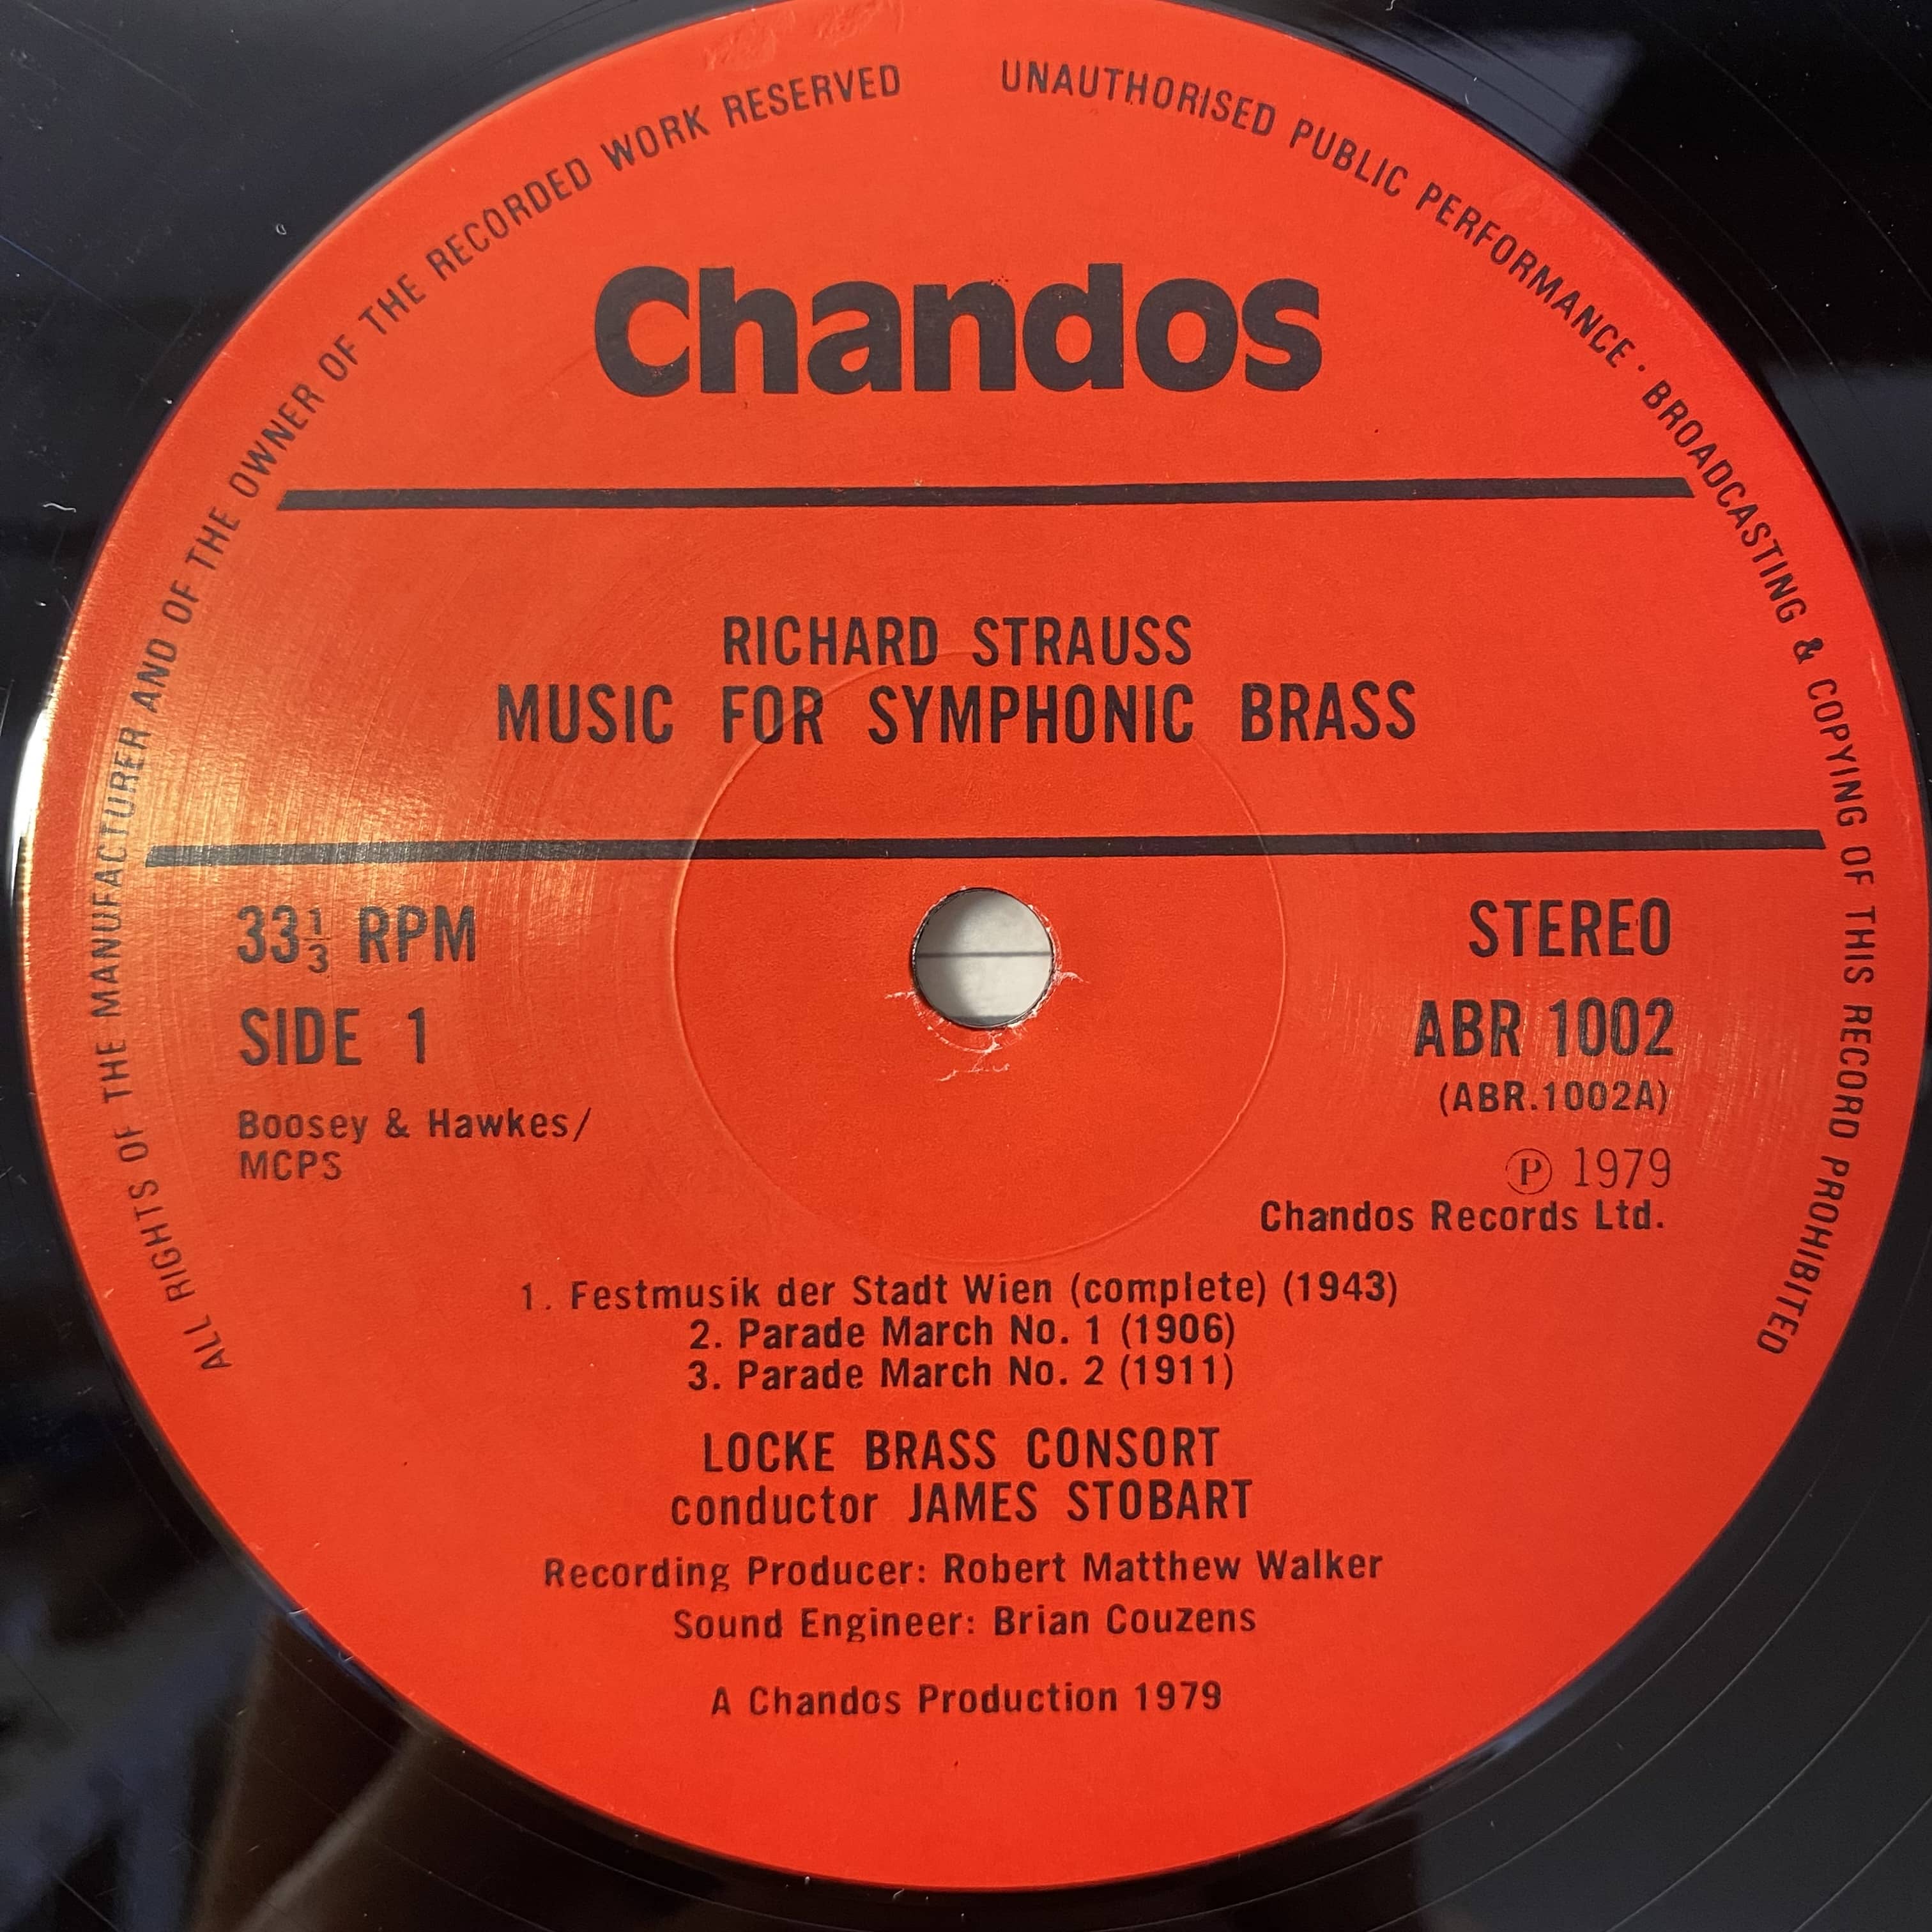 ALL RIGHTS OF THE MANUFACTURER AND OF THE OWNER OF THE RECORDED WORK RESERVED
UNAUTHORISED PUBLIC PERFORMANCE · BROADCASTING & COPYING OF THIS RECORD PROHIBITED
Chandos
RICHARD STRAUSS
MUSIC FOR SYMPHONIC BRASS
33⅓ RPM
SIDE 1
Boosey & Hawkes/
MCPS
STEREO
ABR 1002
(ABR.1002A)
℗ 1979
Chandos Records Ltd.
1. Festmusik der Stadt Wien (complete) (1943)
2. Parade March No. 1 (1906)
3. Parade March No. 2 (1911)
LOCKE BRASS CONSORT
conductor JAMES STOBART
Recording Producer: Robert Matthew Walker
Sound Engineer: Brian Couzens
A Chandos Production 1979